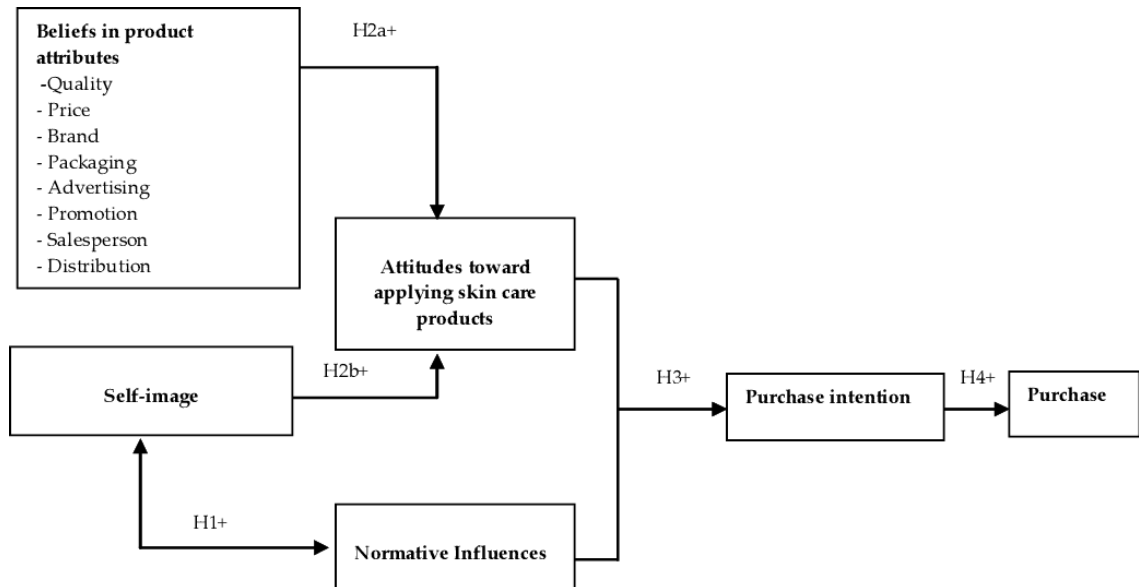 Beliefs in product
attributes
-Quality
- Price
- Brand
- Packaging
- Advertising
- Promotion
- Salesperson
- Distribution
H2a+
Attitudes toward
applying skin care
products
Self-image
H2b+
H3+
Purchase intention
H4+
Purchase
H1+
Normative Influences